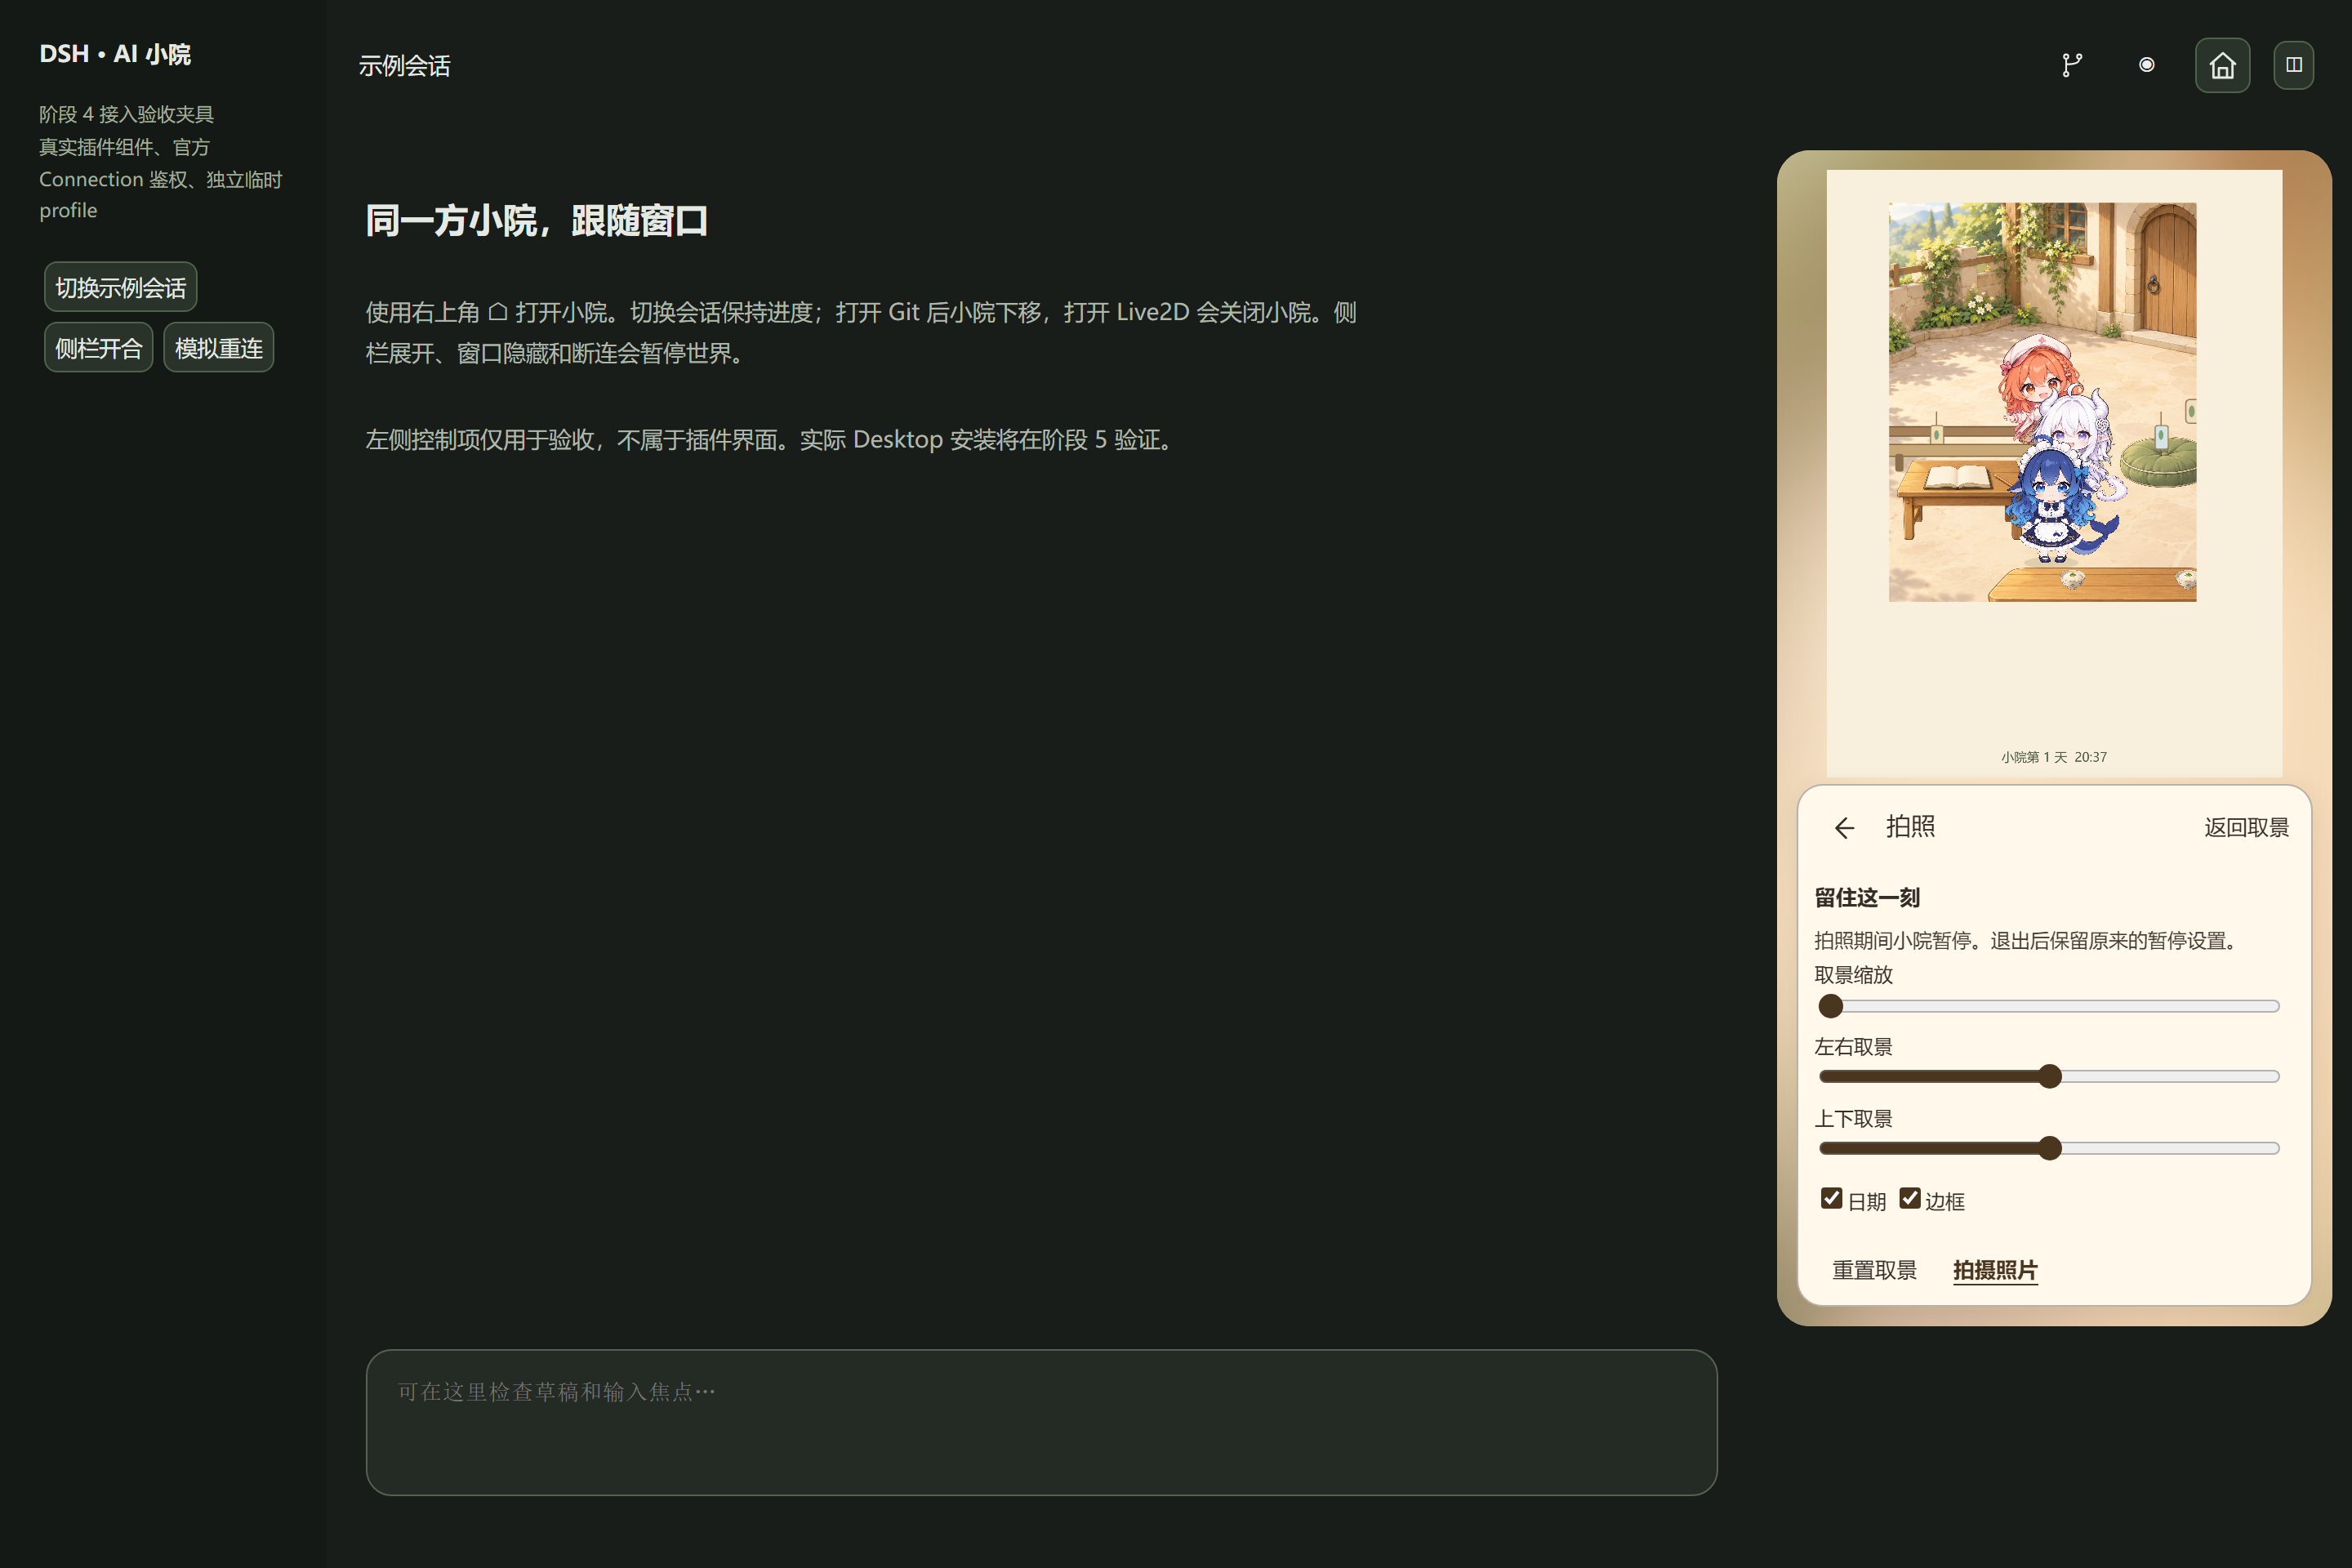 DSH • AI 小院
阶段 4 接入验收夹具
真实插件组件、官方
Connection 鉴权、独立临时
profile
切换示例会话
侧栏开合
模拟重连
示例会话
同一方小院，跟随窗口
使用右上角 ☖ 打开小院。切换会话保持进度；打开 Git 后小院下移，打开 Live2D 会关闭小院。侧
栏展开、窗口隐藏和断连会暂停世界。
左侧控制项仅用于验收，不属于插件界面。实际 Desktop 安装将在阶段 5 验证。
可在这里检查草稿和输入焦点…
小院第 1 天 20:37
拍照
返回取景
留住这一刻
拍照期间小院暂停。退出后保留原来的暂停设置。
取景缩放
左右取景
上下取景
日期
边框
重置取景
拍摄照片